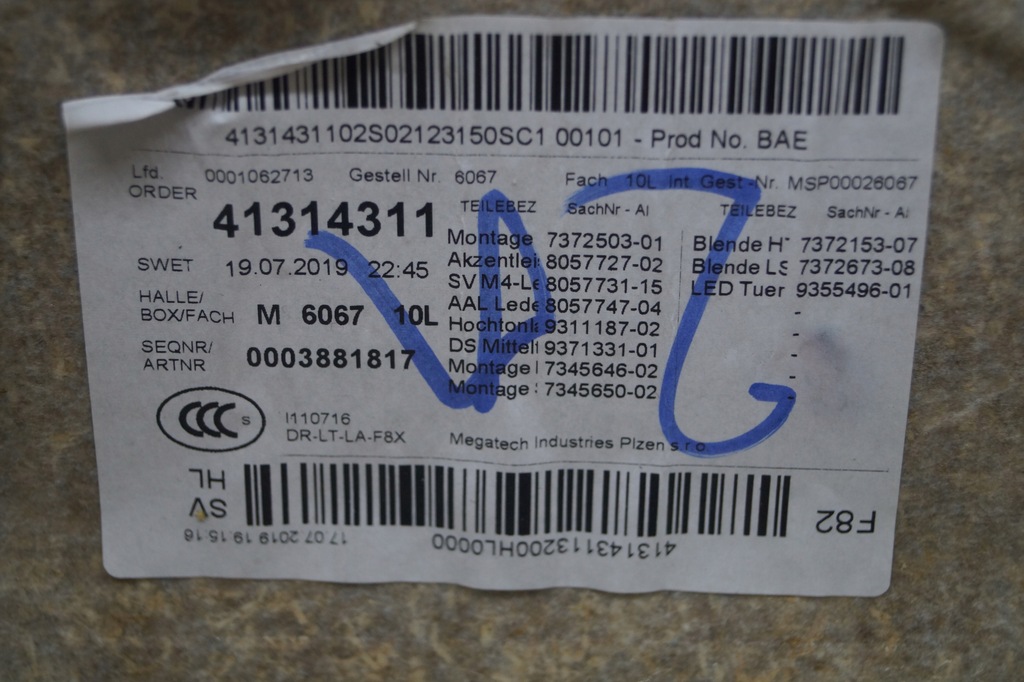 4131431102S02123150SC1 00101 - Prod No. BAE
Lfd. ORDER 0001062713 Gestell Nr. 6067 Fach 10L Int. Gest.-Nr. MSP00026067
41314311
SWET 19.07.2019 22:45
HALLE/
BOX/FACH M 6067 10L
SEQNR/
ARTNR 0003881817
TEILEBEZ SachNr - AI
Montage 7372503-01
Akzentlei 8057727-02
SV M4-Le 8057731-15
AAL Lede 8057747-04
Hochtonla 9311187-02
DS Mittelt 9371331-01
Montage 7345646-02
Montage 7345650-02
TEILEBEZ SachNr - AI
Blende H 7372153-07
Blende LS 7372673-08
LED Tuer 9355496-01
-
-
-
-
-
CCC S
I110716
DR-LT-LA-F8X
Megatech Industries Plzen s.r.o.
SV
HL
17.07.2019 19:15:16
413143113200HL0000
F82